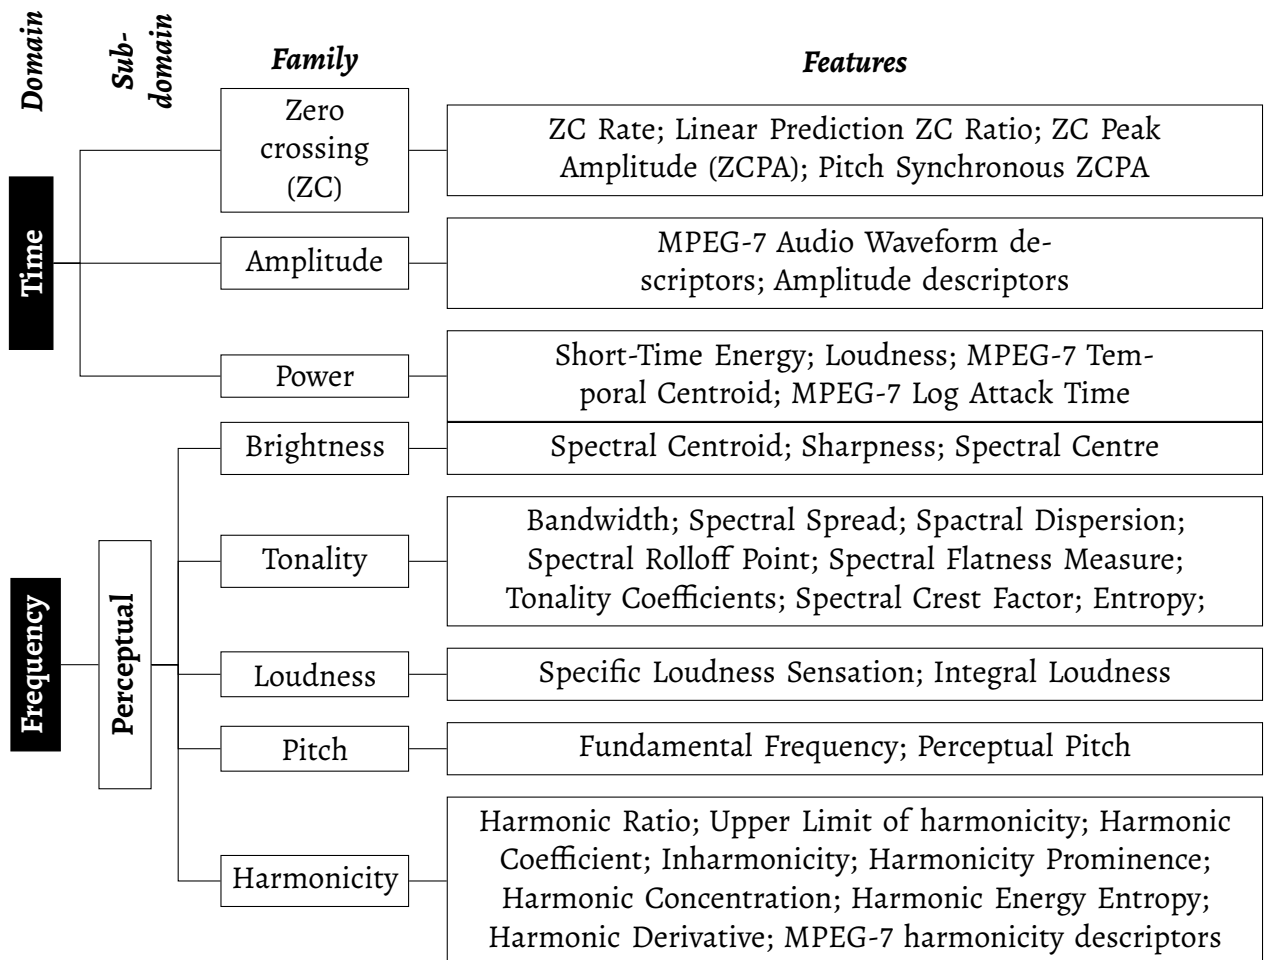 Domain
Sub-
domain
Family
Features
Time
Zero
crossing
(ZC)
ZC Rate; Linear Prediction ZC Ratio; ZC Peak
Amplitude (ZCPA); Pitch Synchronous ZCPA
Amplitude
MPEG-7 Audio Waveform de-
scriptors; Amplitude descriptors
Power
Short-Time Energy; Loudness; MPEG-7 Tem-
poral Centroid; MPEG-7 Log Attack Time
Frequency
Perceptual
Brightness
Spectral Centroid; Sharpness; Spectral Centre
Tonality
Bandwidth; Spectral Spread; Spactral Dispersion;
Spectral Rolloff Point; Spectral Flatness Measure;
Tonality Coefficients; Spectral Crest Factor; Entropy;
Loudness
Specific Loudness Sensation; Integral Loudness
Pitch
Fundamental Frequency; Perceptual Pitch
Harmonicity
Harmonic Ratio; Upper Limit of harmonicity; Harmonic
Coefficient; Inharmonicity; Harmonicity Prominence;
Harmonic Concentration; Harmonic Energy Entropy;
Harmonic Derivative; MPEG-7 harmonicity descriptors